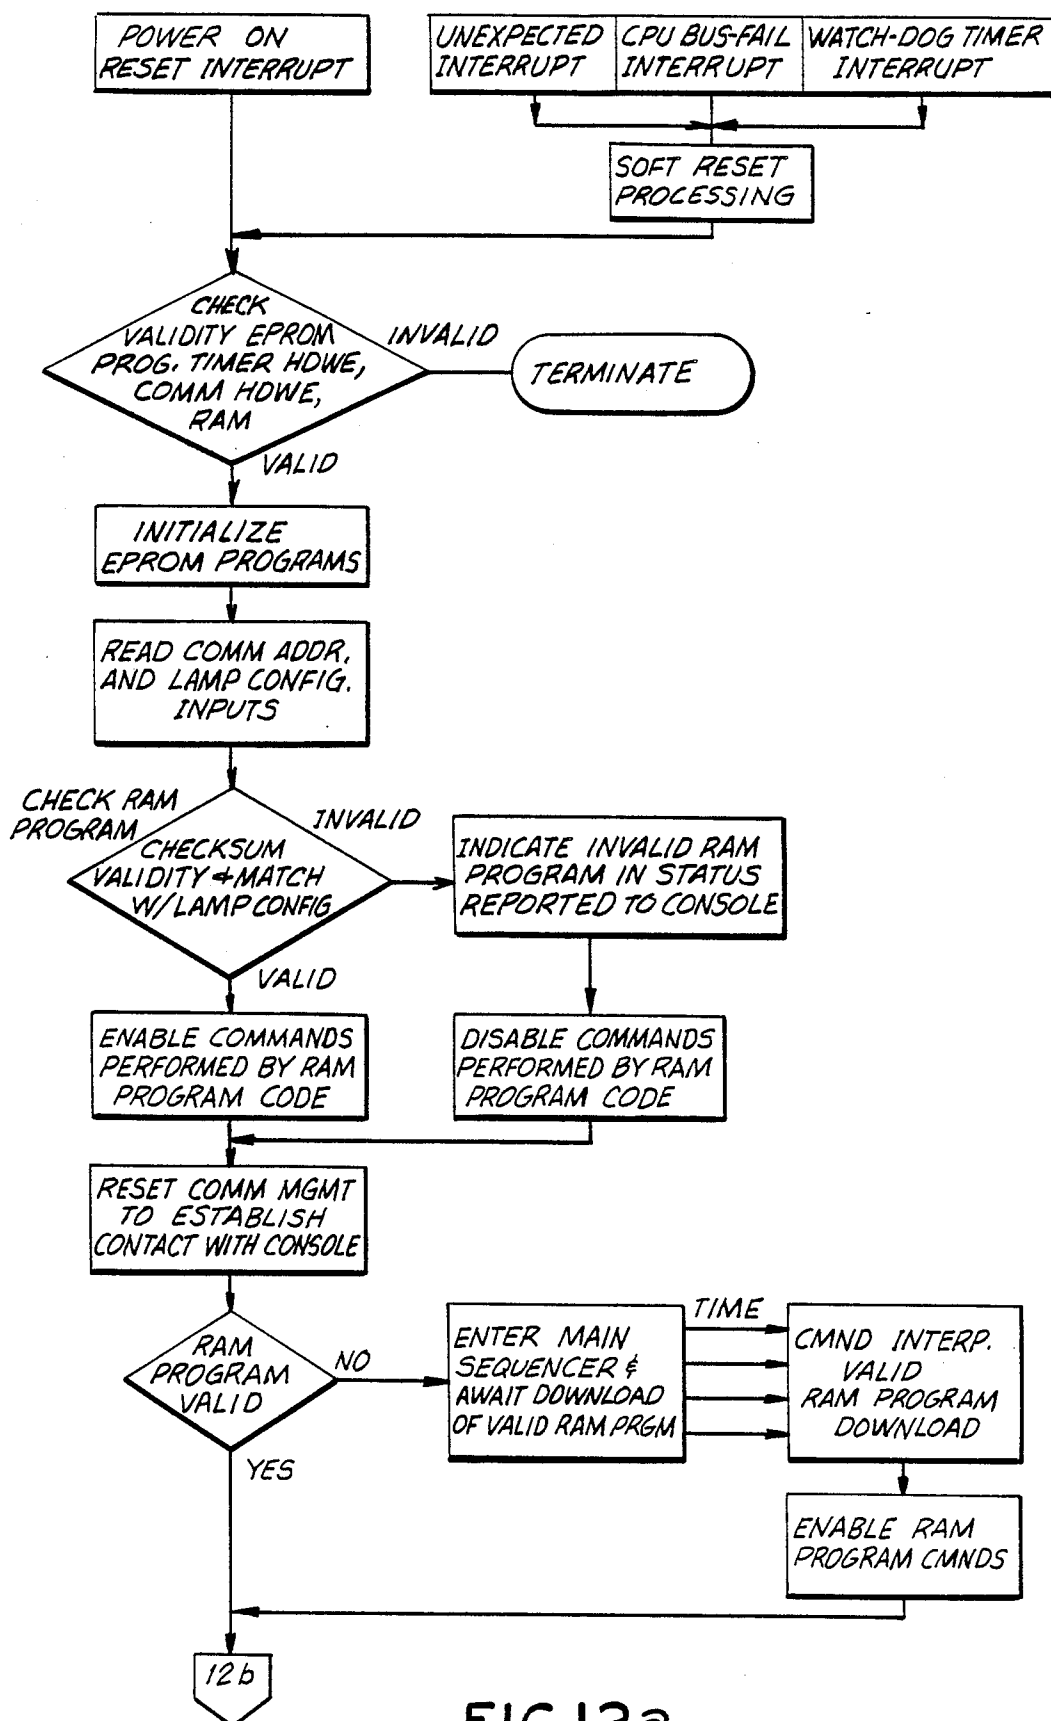 POWER ON
RESET INTERRUPT
UNEXPECTED
INTERRUPT
CPU BUS-FAIL
INTERRUPT
WATCH-DOG TIMER
INTERRUPT
SOFT RESET
PROCESSING
CHECK
VALIDITY EPROM
PROG. TIMER HDWE,
COMM HDWE,
RAM
INVALID
TERMINATE
VALID
INITIALIZE
EPROM PROGRAMS
READ COMM ADDR,
AND LAMP CONFIG.
INPUTS
CHECK RAM
PROGRAM
CHECKSUM
VALIDITY & MATCH
W/LAMP CONFIG
INVALID
INDICATE INVALID RAM
PROGRAM IN STATUS
REPORTED TO CONSOLE
VALID
ENABLE COMMANDS
PERFORMED BY RAM
PROGRAM CODE
DISABLE COMMANDS
PERFORMED BY RAM
PROGRAM CODE
RESET COMM MGMT
TO ESTABLISH
CONTACT WITH CONSOLE
RAM
PROGRAM
VALID
NO
ENTER MAIN
SEQUENCER &
AWAIT DOWNLOAD
OF VALID RAM PRGM
TIME
CMND INTERP.
VALID
RAM PROGRAM
DOWNLOAD
YES
ENABLE RAM
PROGRAM CMNDS
12b
FIG.12a